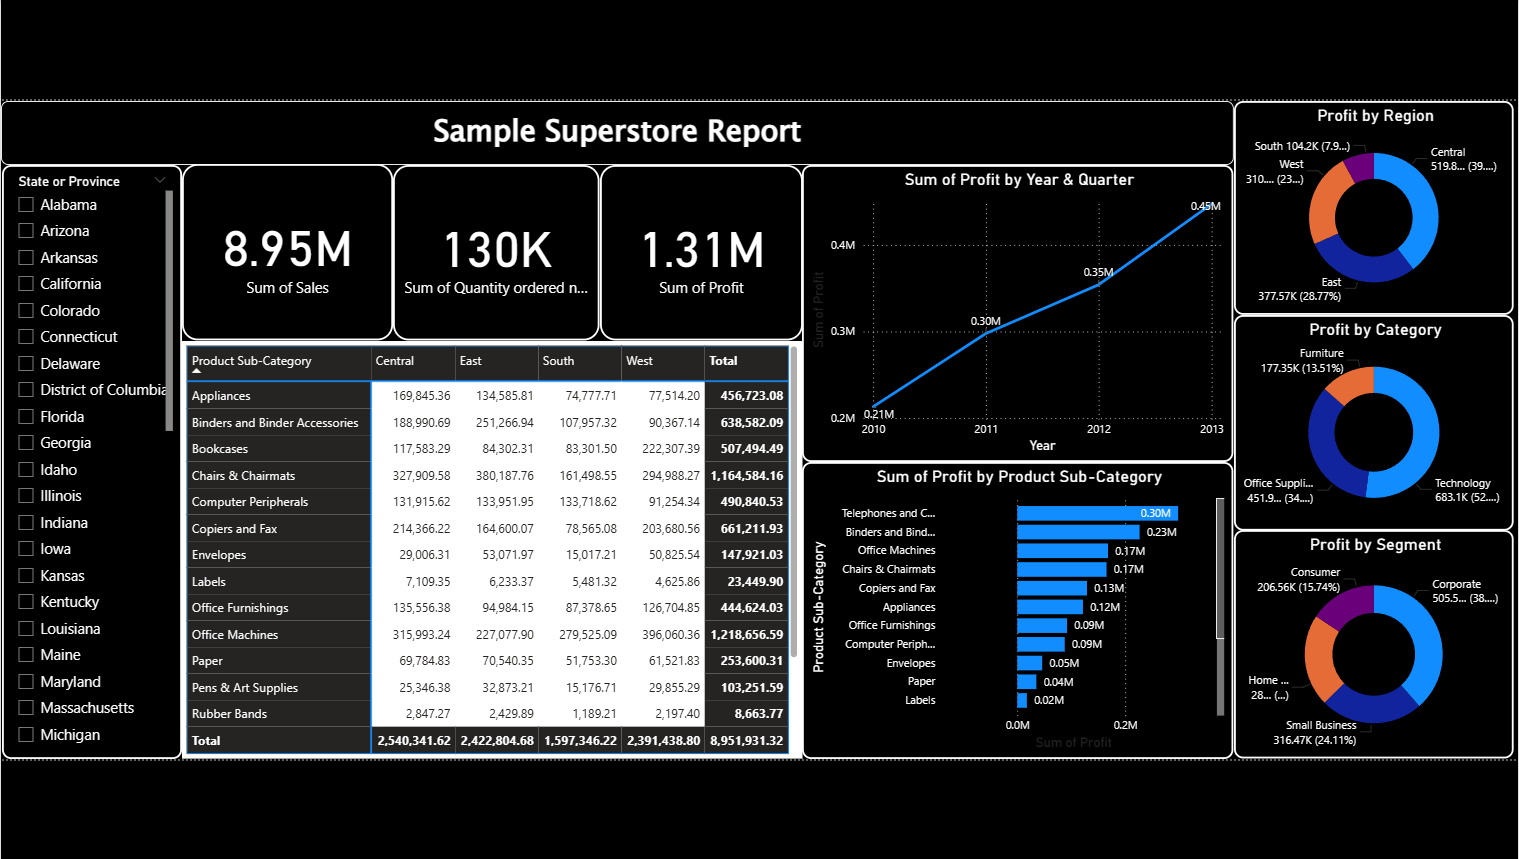 Sample Superstore Report
State or Province
Alabama
Arizona
Arkansas
California
Colorado
Connecticut
Delaware
District of Columbia
Florida
Georgia
Idaho
Illinois
Indiana
Iowa
Kansas
Kentucky
Louisiana
Maine
Maryland
Massachusetts
Michigan
8.95M
Sum of Sales
130K
Sum of Quantity ordered n...
1.31M
Sum of Profit
Product Sub-Category Central East South West Total
Appliances 169,845.36 134,585.81 74,777.71 77,514.20 456,723.08
Binders and Binder Accessories 188,990.69 251,266.94 107,957.32 90,367.14 638,582.09
Bookcases 117,583.29 84,302.31 83,301.50 222,307.39 507,494.49
Chairs & Chairmats 327,909.58 380,187.76 161,498.55 294,988.27 1,164,584.16
Computer Peripherals 131,915.62 133,951.95 133,718.62 91,254.34 490,840.53
Copiers and Fax 214,366.22 164,600.07 78,565.08 203,680.56 661,211.93
Envelopes 29,006.31 53,071.97 15,017.21 50,825.54 147,921.03
Labels 7,109.35 6,233.37 5,481.32 4,625.86 23,449.90
Office Furnishings 135,556.38 94,984.15 87,378.65 126,704.85 444,624.03
Office Machines 315,993.24 227,077.90 279,525.09 396,060.36 1,218,656.59
Paper 69,784.83 70,540.35 51,753.30 61,521.83 253,600.31
Pens & Art Supplies 25,346.38 32,873.21 15,176.71 29,855.29 103,251.59
Rubber Bands 2,847.27 2,429.89 1,189.21 2,197.40 8,663.77
Total 2,540,341.62 2,422,804.68 1,597,346.22 2,391,438.80 8,951,931.32
Sum of Profit by Year & Quarter
Sum of Profit
0.4M
0.3M
0.2M
0.21M
0.30M
0.35M
0.45M
2010 2011 2012 2013
Year
Sum of Profit by Product Sub-Category
Product Sub-Category
Telephones and C... 0.30M
Binders and Bind... 0.23M
Office Machines 0.17M
Chairs & Chairmats 0.17M
Copiers and Fax 0.13M
Appliances 0.12M
Office Furnishings 0.09M
Computer Periph... 0.09M
Envelopes 0.05M
Paper 0.04M
Labels 0.02M
0.0M 0.2M
Sum of Profit
Profit by Region
South 104.2K (7.9...)
West
310.... (23...)
Central
519.8... (39....)
East
377.57K (28.77%)
Profit by Category
Furniture
177.35K (13.51%)
Office Suppli...
451.9... (34....)
Technology
683.1K (52....)
Profit by Segment
Consumer
206.56K (15.74%)
Corporate
505.5... (38....)
Home ...
28... (...)
Small Business
316.47K (24.11%)